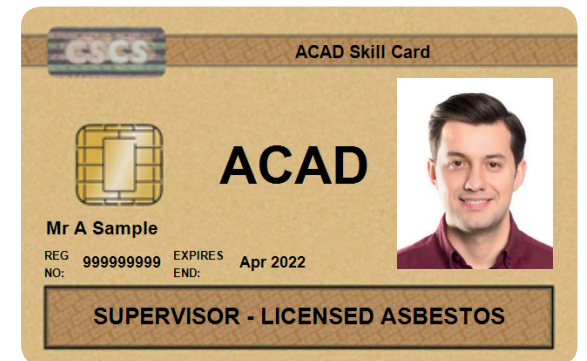 CSCS
ACAD Skill Card
ACAD
Mr A Sample
REG NO: 999999999 EXPIRES END: Apr 2022
SUPERVISOR - LICENSED ASBESTOS